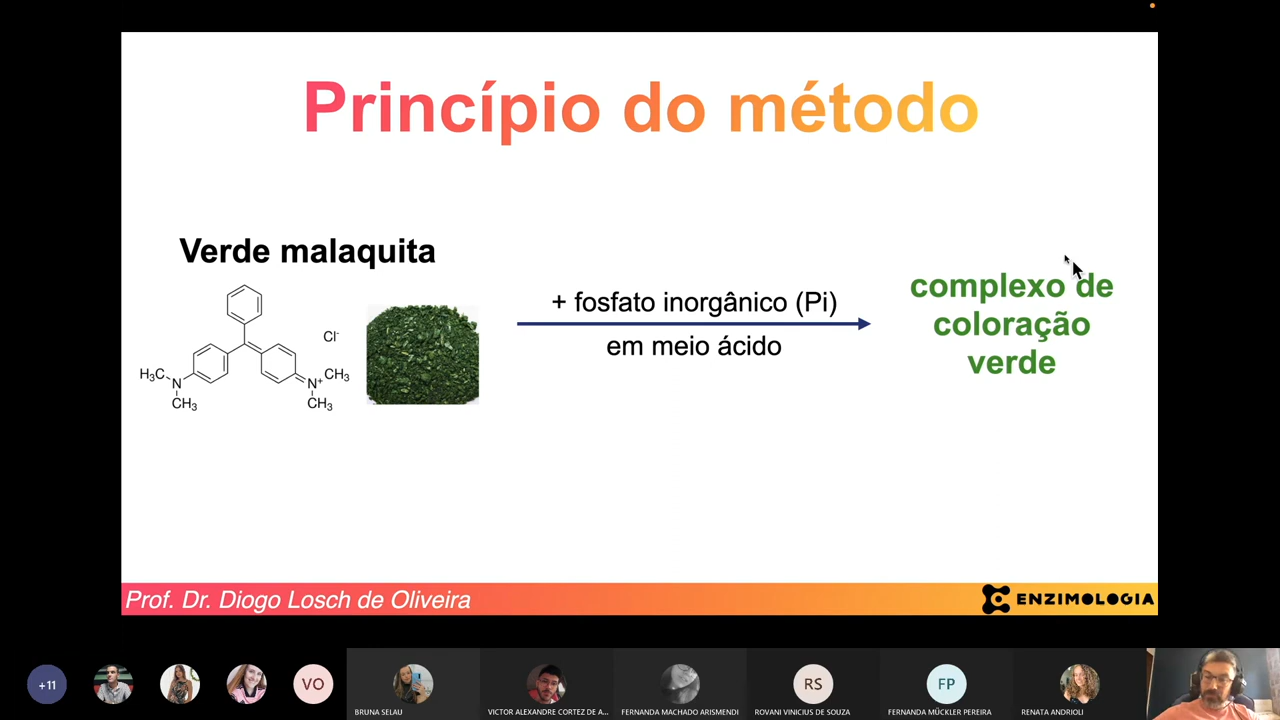 Princípio do método
Verde malaquita
Cl-
H₃C
N
CH₃
N+
CH₃
CH₃
+ fosfato inorgânico (Pi)
em meio ácido
complexo de
coloração
verde
Prof. Dr. Diogo Losch de Oliveira
ENZIMOLOGIA
+11
VO
BRUNA SELAU
VICTOR ALEXANDRE CORTEZ DE A...
FERNANDA MACHADO ARISMENDI
RS
ROVANI VINICIUS DE SOUZA
FP
FERNANDA MÜCKLER PEREIRA
RENATA ANDRIOLI